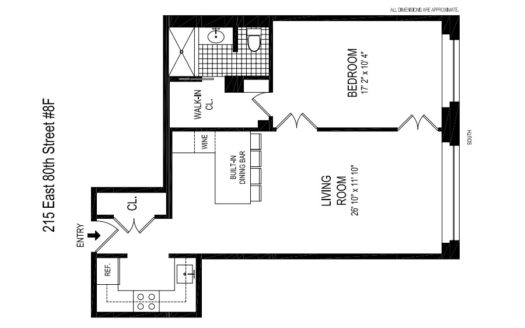 ALL DIMENSIONS ARE APPROXIMATE.
215 East 80th Street #8F
BEDROOM
17' 2" x 10' 4"
WALK-IN
CL.
WINE
BUILT-IN
DINING BAR
LIVING
ROOM
26' 10" x 11' 10"
SOUTH
CL.
ENTRY
REF.